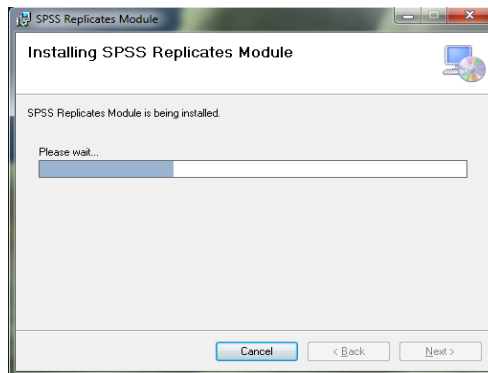 SPSS Replicates Module
Installing SPSS Replicates Module
SPSS Replicates Module is being installed.
Please wait...
Cancel
< Back
Next >